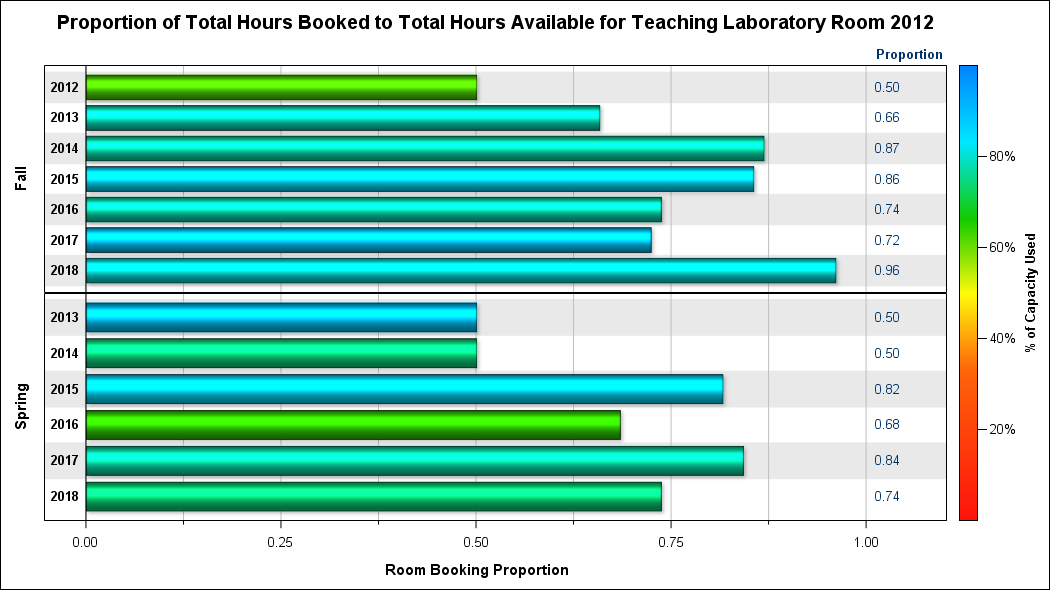 Proportion of Total Hours Booked to Total Hours Available for Teaching Laboratory Room 2012
Proportion
Fall
2012 0.50
2013 0.66
2014 0.87
2015 0.86
2016 0.74
2017 0.72
2018 0.96
Spring
2013 0.50
2014 0.50
2015 0.82
2016 0.68
2017 0.84
2018 0.74
0.00 0.25 0.50 0.75 1.00
Room Booking Proportion
80%
60%
40%
20%
% of Capacity Used